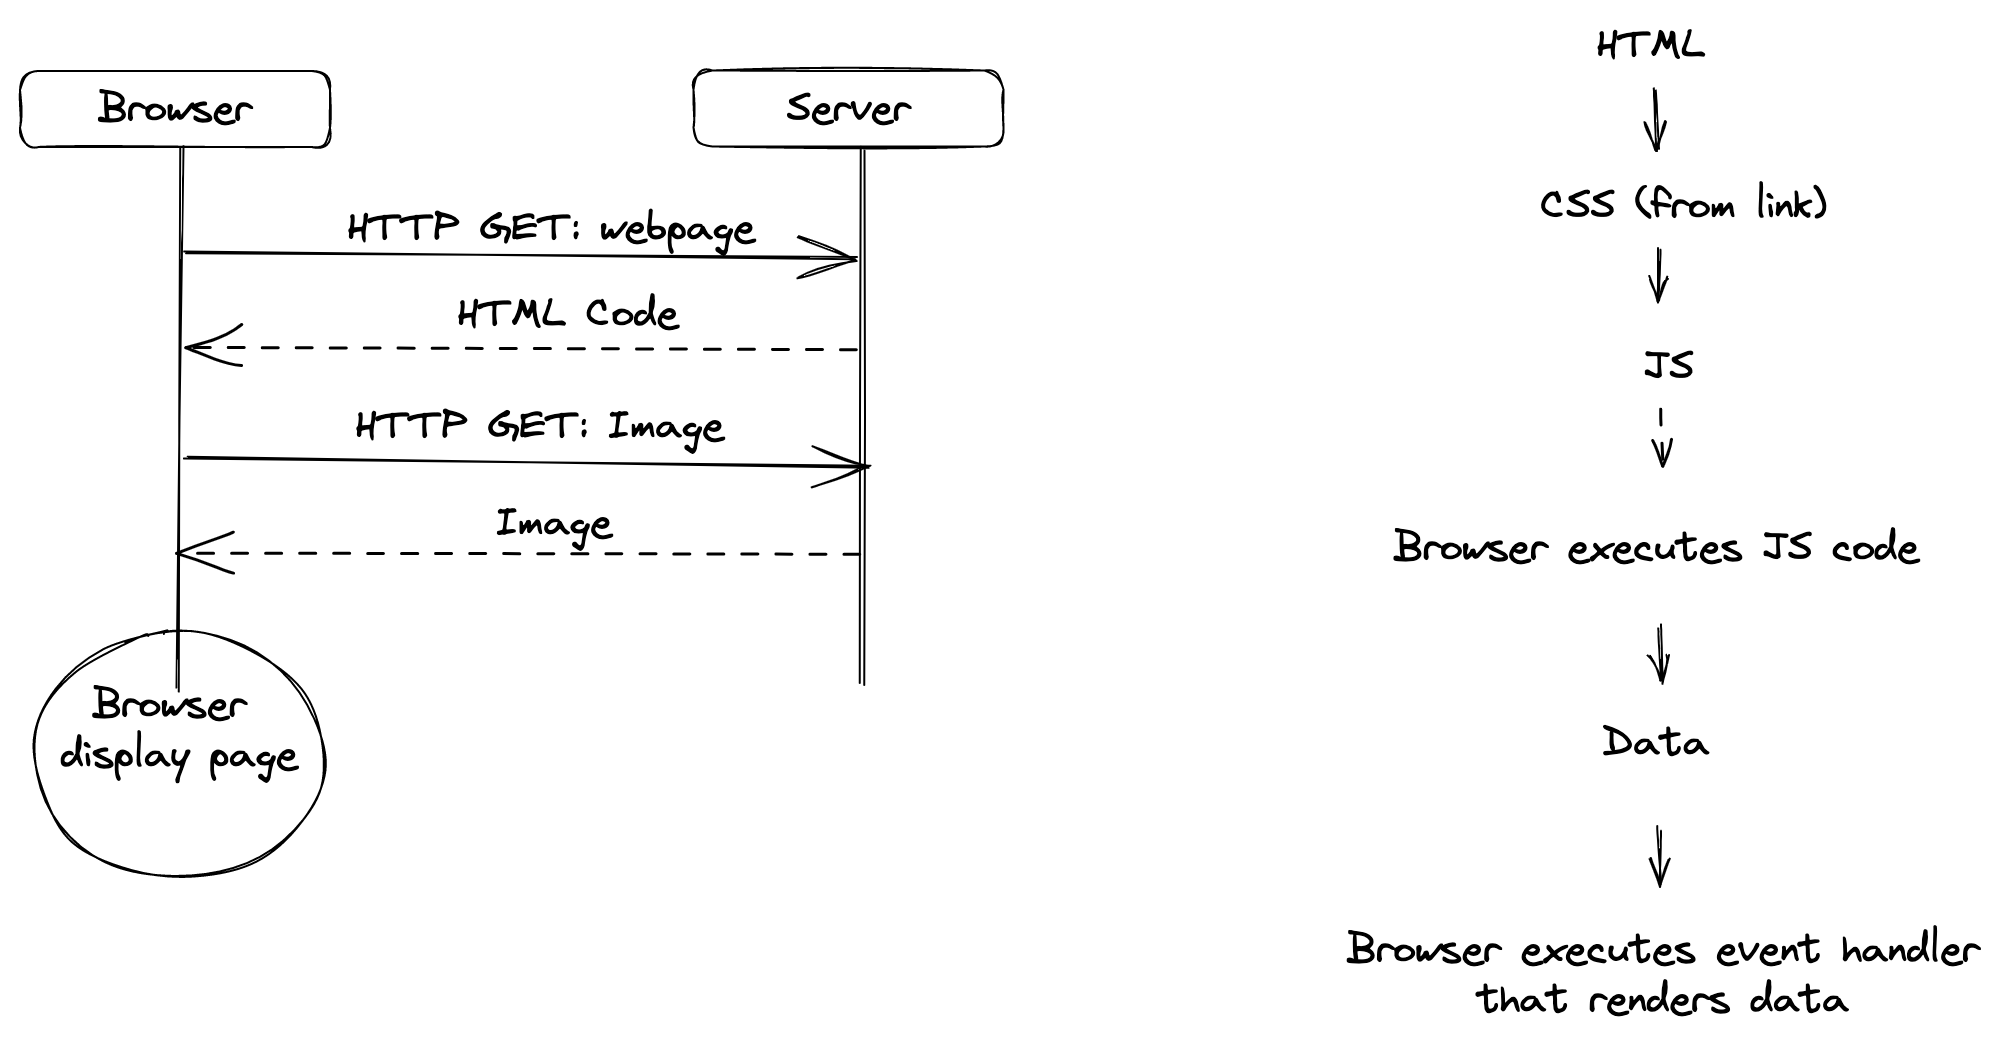 Browser
Server
HTTP GET: webpage
HTML Code
HTTP GET: Image
Image
Browser
display page
HTML
CSS (from link)
JS
Browser executes JS code
Data
Browser executes event handler
that renders data